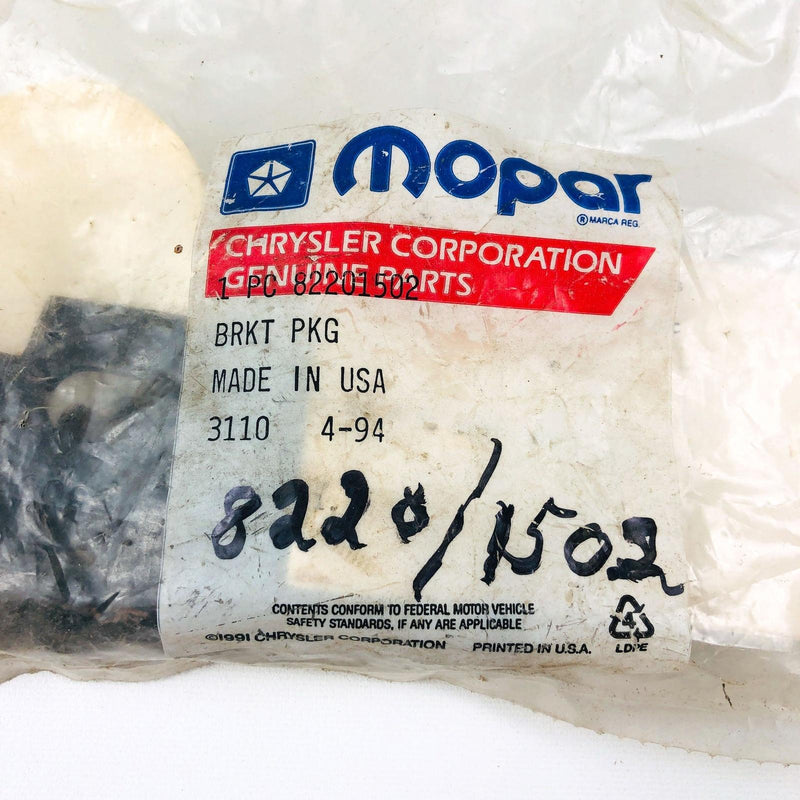 mopar
® MARCA REG.
CHRYSLER CORPORATION
GENUINE PARTS
1 PC 82201502
BRKT PKG
MADE IN USA
3110 4-94
8220/1502
CONTENTS CONFORM TO FEDERAL MOTOR VEHICLE
SAFETY STANDARDS, IF ANY ARE APPLICABLE
©1991 CHRYSLER CORPORATION PRINTED IN U.S.A.
4
LDPE